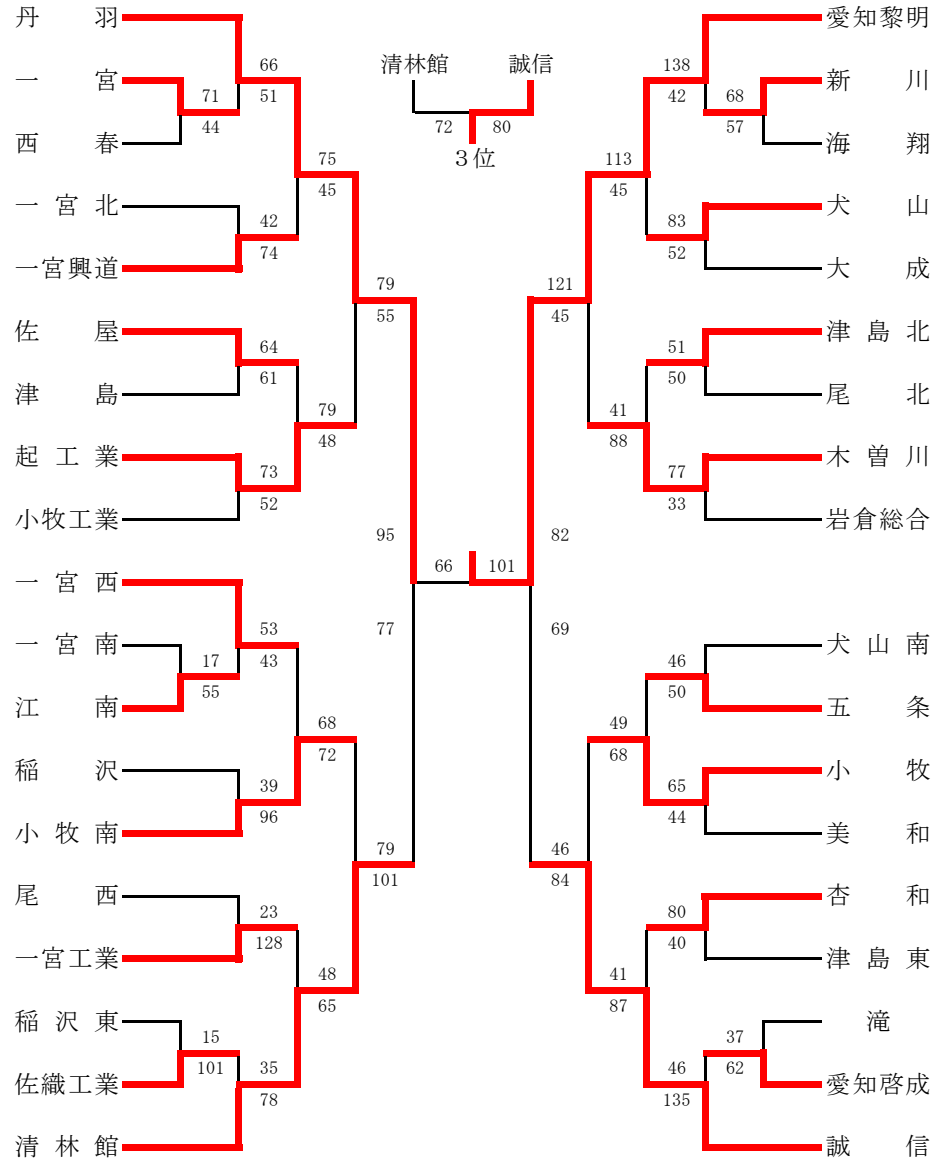 丹羽
愛知黎明
66
清林館
誠信
138
一宮
新川
71
51
42
68
44
72
80
57
西春
海翔
75
3位
113
45
45
一宮北
犬山
42
83
74
52
一宮興道
大成
79
121
55
45
佐屋
津島北
64
51
61
50
津島
尾北
79
41
48
88
起工業
木曽川
73
77
52
33
小牧工業
岩倉総合
95
82
66
101
一宮西
77
69
53
43
一宮南
犬山南
17
46
55
50
江南
五条
68
49
72
68
稲沢
小牧
39
65
96
44
小牧南
美和
79
46
101
84
尾西
杏和
23
80
128
40
一宮工業
津島東
48
41
65
87
稲沢東
滝
15
37
101
35
46
62
佐織工業
愛知啓成
78
135
清林館
誠信